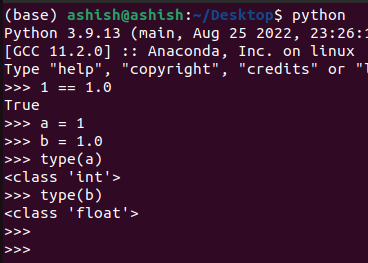 (base) ashish@ashish:~/Desktop$ python
Python 3.9.13 (main, Aug 25 2022, 23:26:1
[GCC 11.2.0] :: Anaconda, Inc. on linux
Type "help", "copyright", "credits" or "l
>>> 1 == 1.0
True
>>> a = 1
>>> b = 1.0
>>> type(a)
<class 'int'>
>>> type(b)
<class 'float'>
>>>
>>>